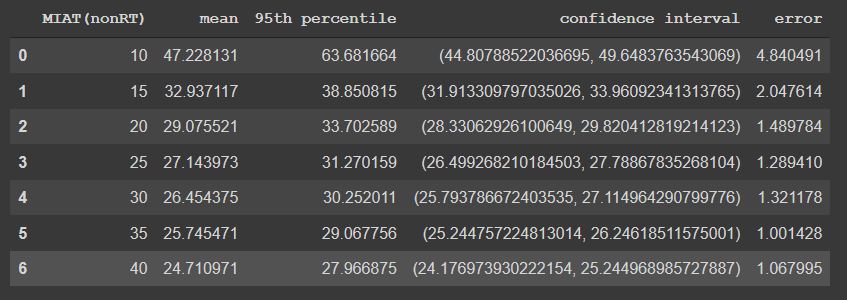 MIAT(nonRT) mean 95th percentile confidence interval error
0 10 47.228131 63.681664 (44.80788522036695, 49.6483763543069) 4.840491
1 15 32.937117 38.850815 (31.913309797035026, 33.96092341313765) 2.047614
2 20 29.075521 33.702589 (28.33062926100649, 29.820412819214123) 1.489784
3 25 27.143973 31.270159 (26.499268210184503, 27.78867835268104) 1.289410
4 30 26.454375 30.252011 (25.793786672403535, 27.114964290799776) 1.321178
5 35 25.745471 29.067756 (25.244757224813014, 26.24618511575001) 1.001428
6 40 24.710971 27.966875 (24.176973930222154, 25.244968985727887) 1.067995